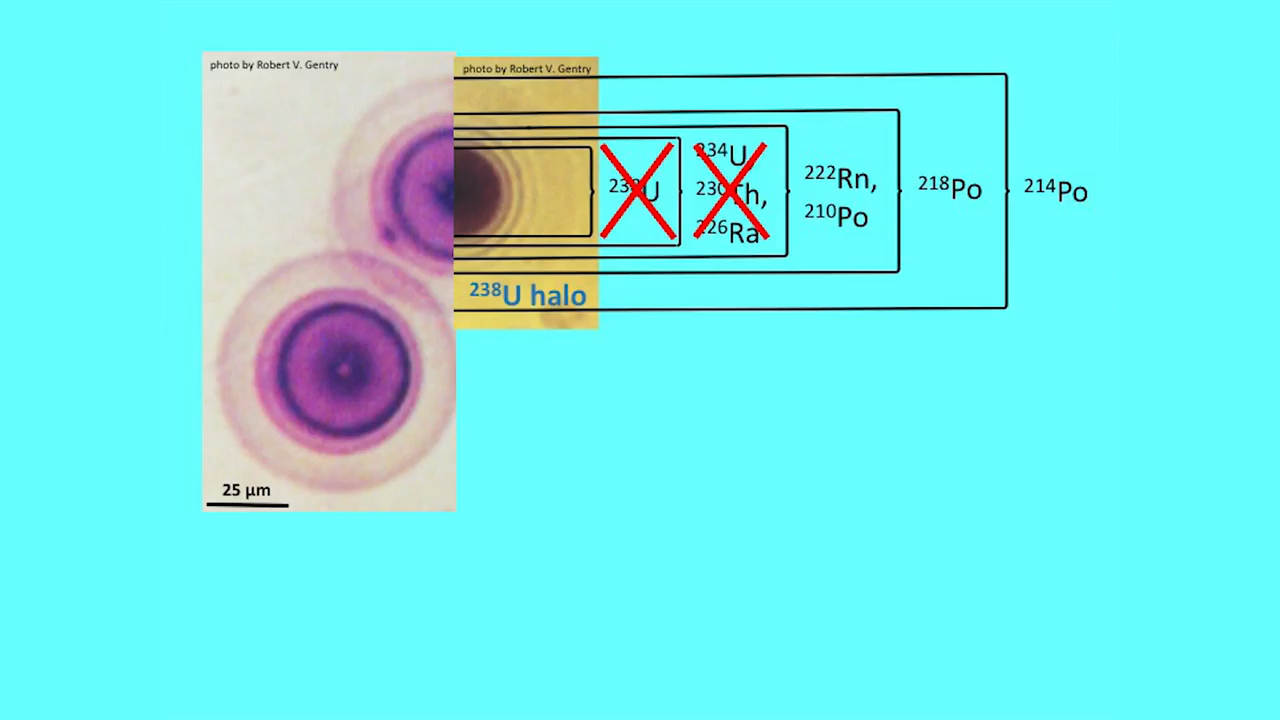 photo by Robert V. Gentry
photo by Robert V. Gentry
²³⁸U
²³⁴U,
²³⁰Th,
²²⁶Ra
²²²Rn,
²¹⁰Po
²¹⁸Po
²¹⁴Po
²³⁸U halo
25 µm